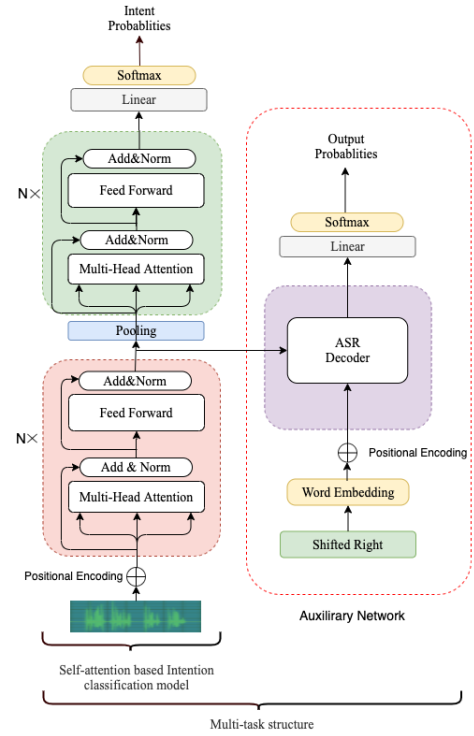 Intent
Probablities
Softmax
Linear
Add&Norm
Feed Forward
N×
Add&Norm
Multi-Head Attention
Pooling
Add&Norm
Feed Forward
N×
Add & Norm
Multi-Head Attention
Positional Encoding
Self-attention based Intention
classification model
Output
Probablities
Softmax
Linear
ASR
Decoder
Positional Encoding
Word Embedding
Shifted Right
Auxilirary Network
Multi-task structure